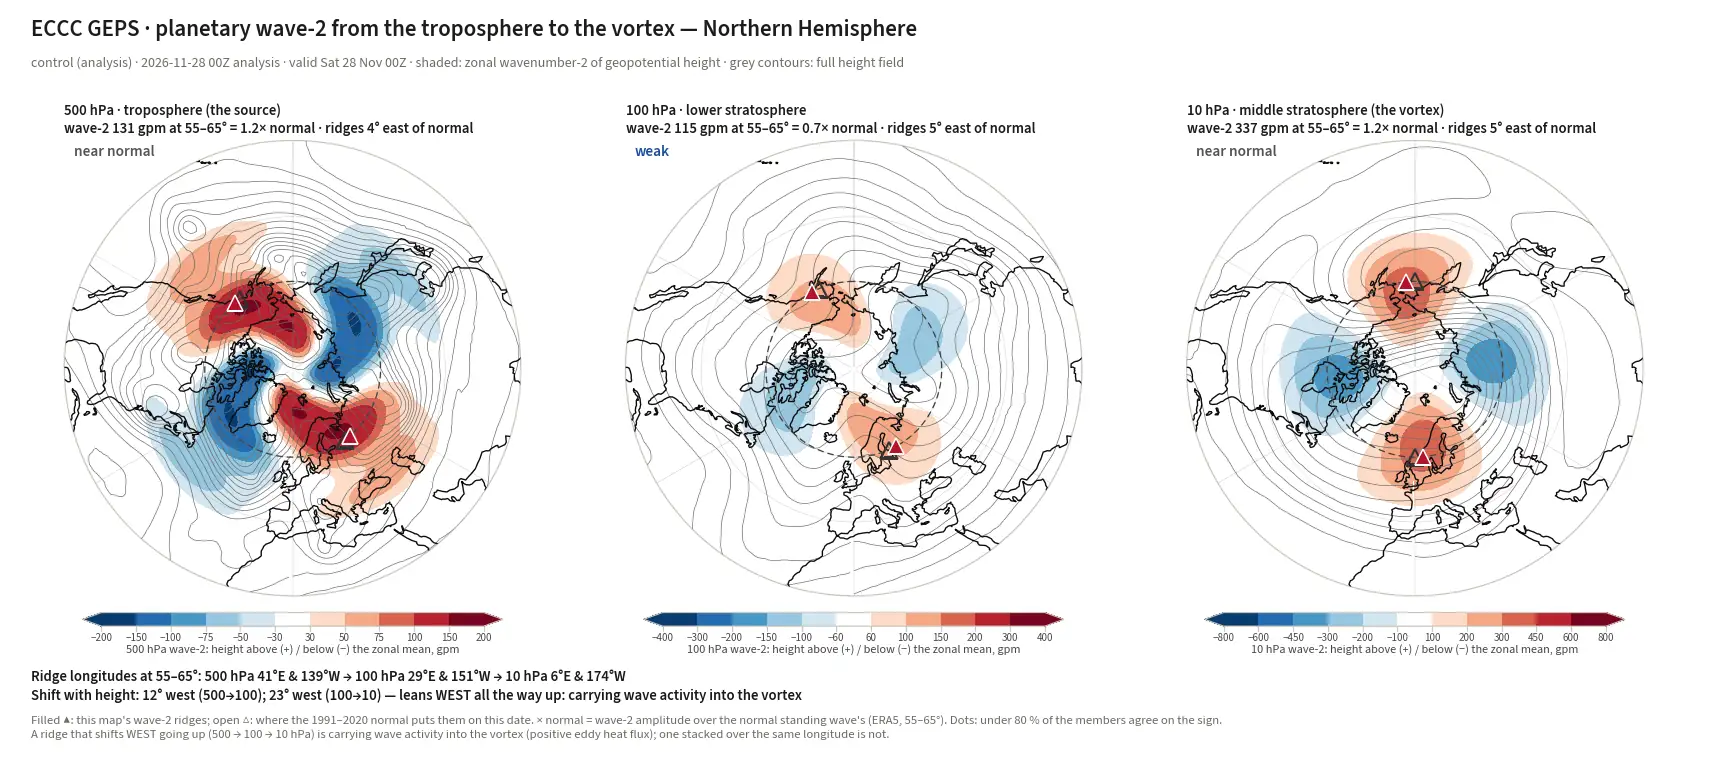 ECCC GEPS · planetary wave-2 from the troposphere to the vortex — Northern Hemisphere
control (analysis) · 2026-11-28 00Z analysis · valid Sat 28 Nov 00Z · shaded: zonal wavenumber-2 of geopotential height · grey contours: full height field
500 hPa · troposphere (the source)
wave-2 131 gpm at 55–65° = 1.2× normal · ridges 4° east of normal
near normal
100 hPa · lower stratosphere
wave-2 115 gpm at 55–65° = 0.7× normal · ridges 5° east of normal
weak
10 hPa · middle stratosphere (the vortex)
wave-2 337 gpm at 55–65° = 1.2× normal · ridges 5° east of normal
near normal
−200 −150 −100 −75 −50 −30 30 50 75 100 150 200
500 hPa wave-2: height above (+) / below (−) the zonal mean, gpm
−400 −300 −200 −150 −100 −60 60 100 150 200 300 400
100 hPa wave-2: height above (+) / below (−) the zonal mean, gpm
−800 −600 −450 −300 −200 −100 100 200 300 450 600 800
10 hPa wave-2: height above (+) / below (−) the zonal mean, gpm
Ridge longitudes at 55–65°: 500 hPa 41°E & 139°W → 100 hPa 29°E & 151°W → 10 hPa 6°E & 174°W
Shift with height: 12° west (500→100); 23° west (100→10) — leans WEST all the way up: carrying wave activity into the vortex
Filled ▲: this map's wave-2 ridges; open △: where the 1991–2020 normal puts them on this date. × normal = wave-2 amplitude over the normal standing wave's (ERA5, 55–65°). Dots: under 80 % of the members agree on the sign.
A ridge that shifts WEST going up (500 → 100 → 10 hPa) is carrying wave activity into the vortex (positive eddy heat flux); one stacked over the same longitude is not.